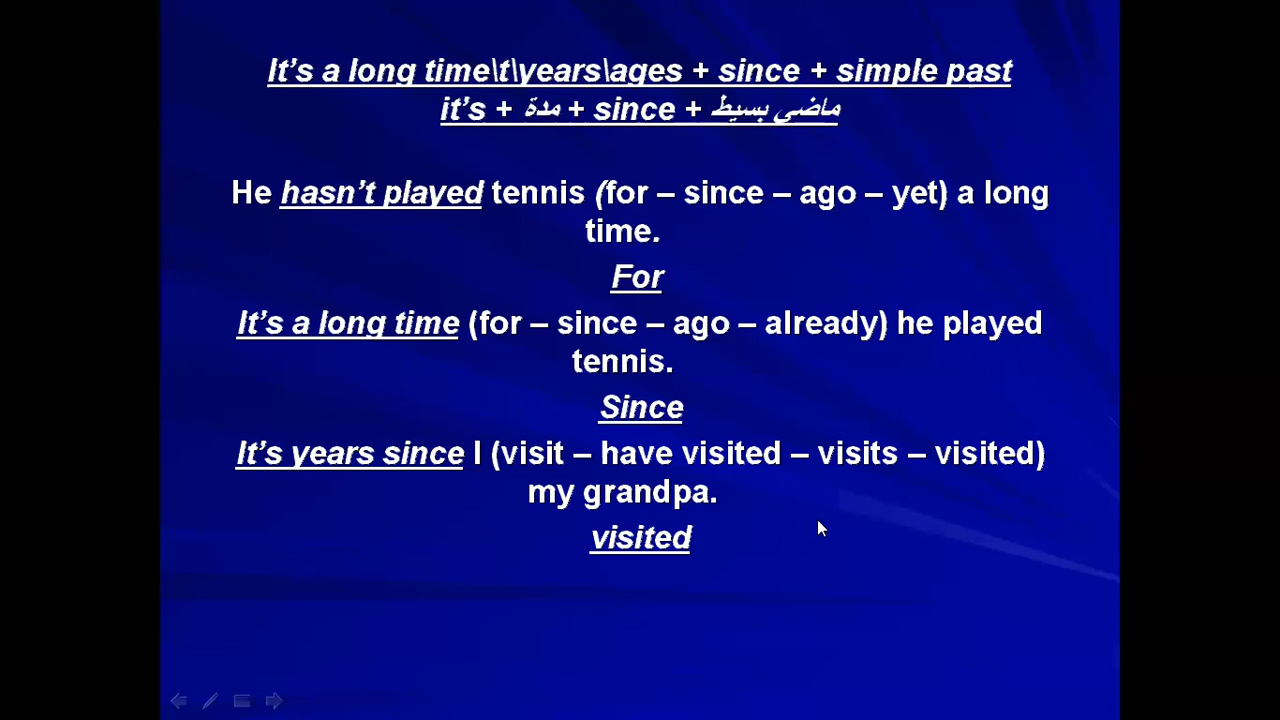 It's a long time\t\years\ages + since + simple past
it's + مدة + since + ماضى بسيط
He hasn't played tennis (for – since – ago – yet) a long
time.
For
It's a long time (for – since – ago – already) he played
tennis.
Since
It's years since I (visit – have visited – visits – visited)
my grandpa.
visited